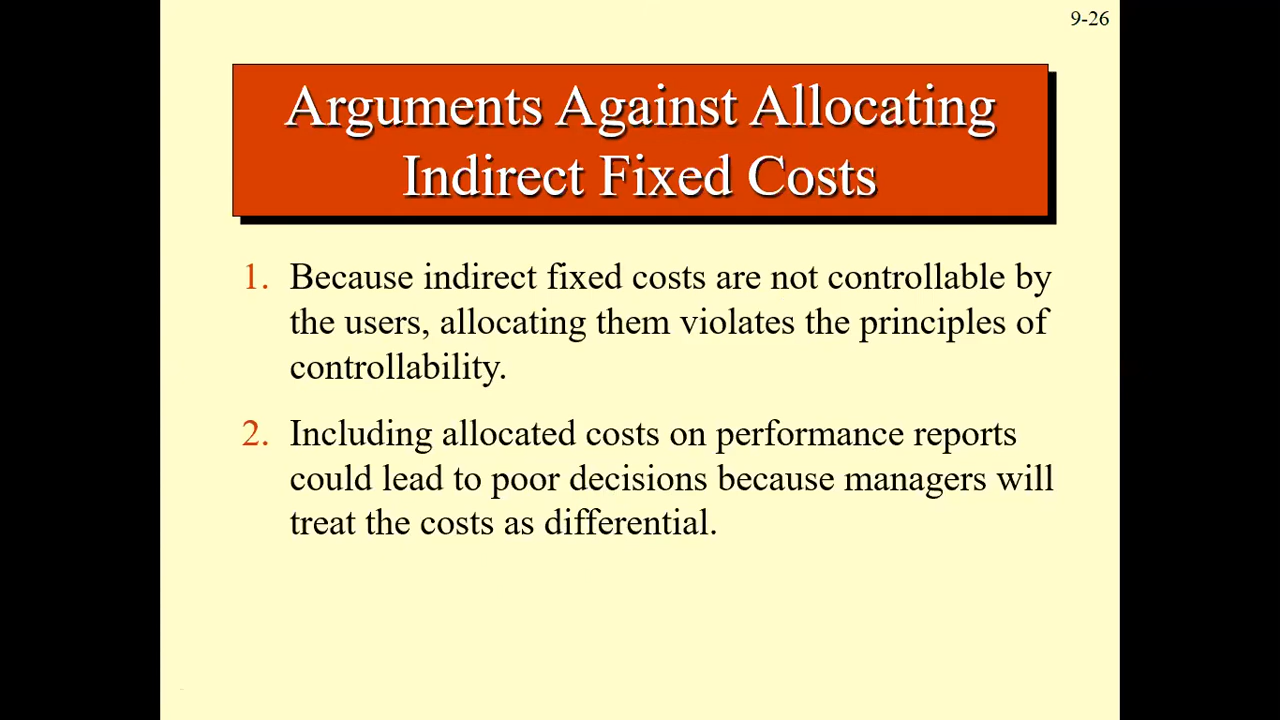 9-26
Arguments Against Allocating
Indirect Fixed Costs
1. Because indirect fixed costs are not controllable by
the users, allocating them violates the principles of
controllability.
2. Including allocated costs on performance reports
could lead to poor decisions because managers will
treat the costs as differential.